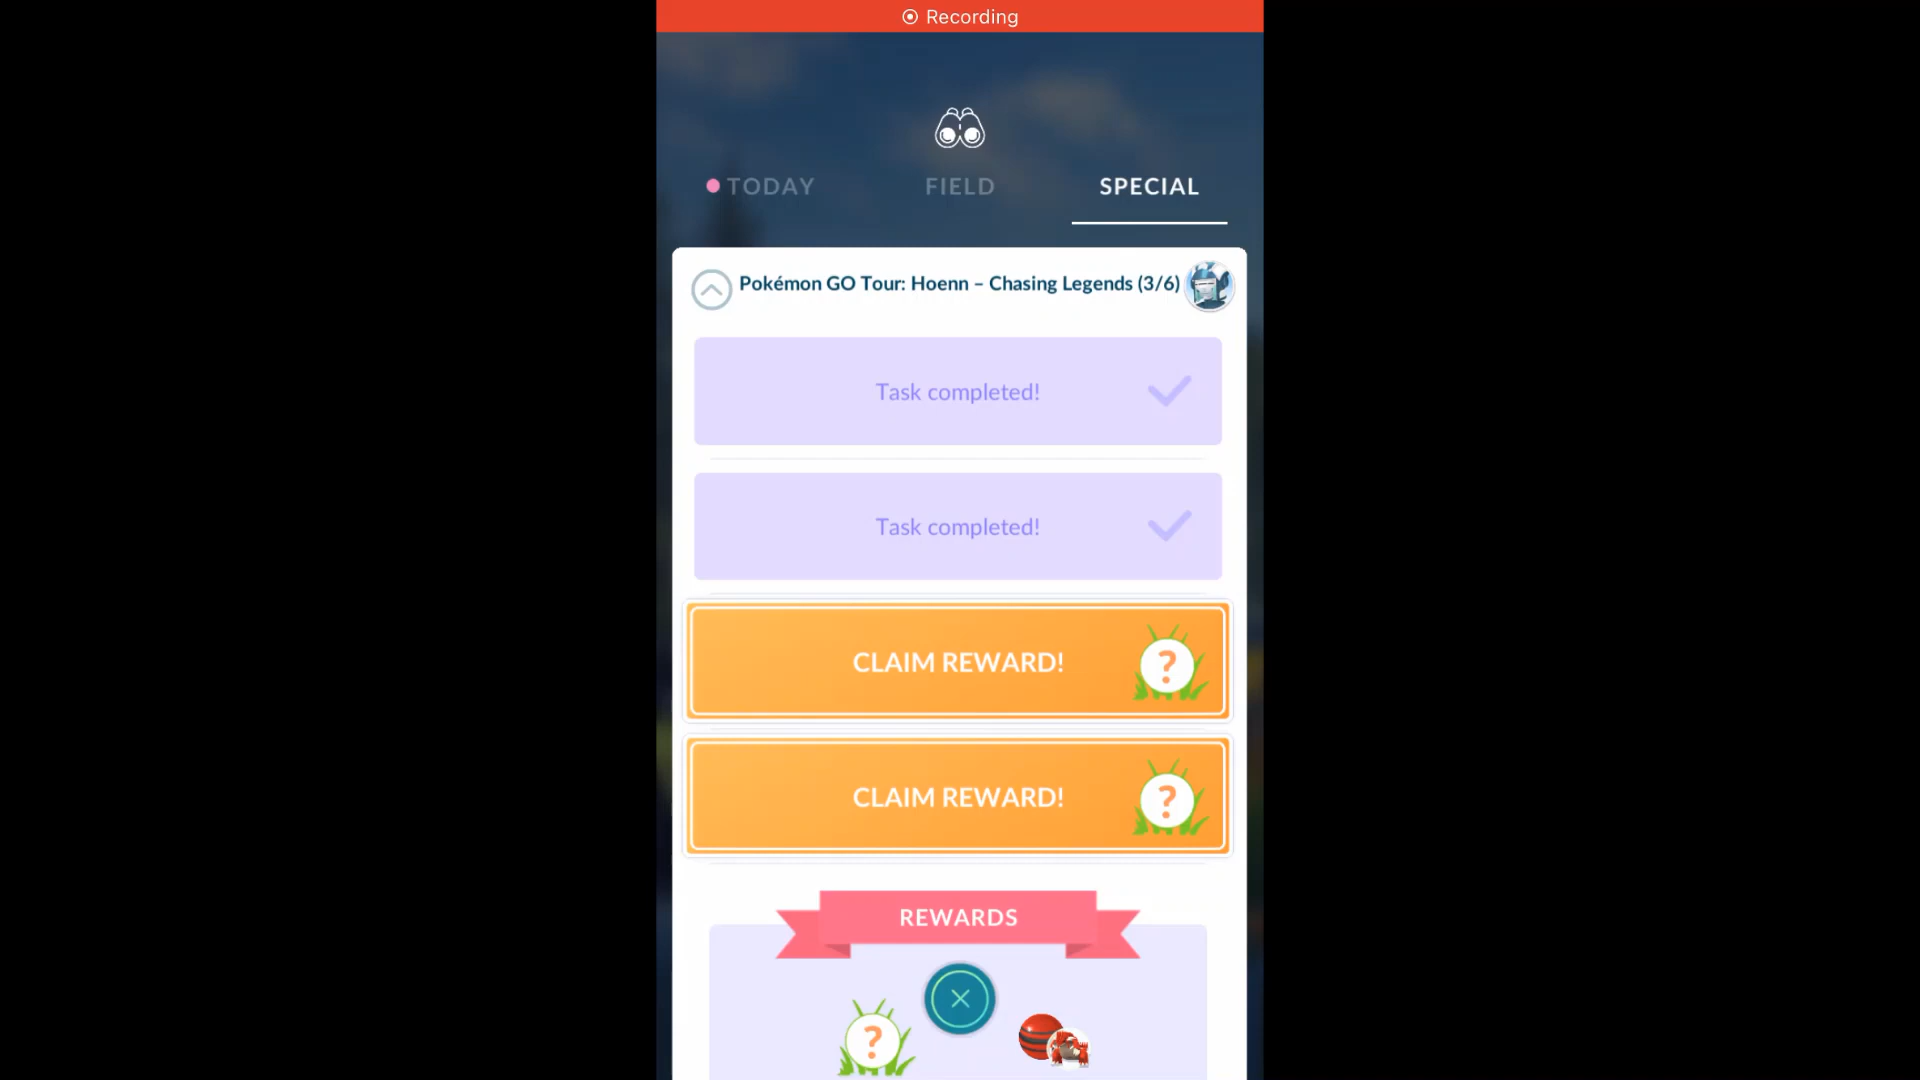 Recording
TODAY FIELD SPECIAL
Pokémon GO Tour: Hoenn – Chasing Legends (3/6)
Task completed!
Task completed!
CLAIM REWARD! ?
CLAIM REWARD! ?
REWARDS
?